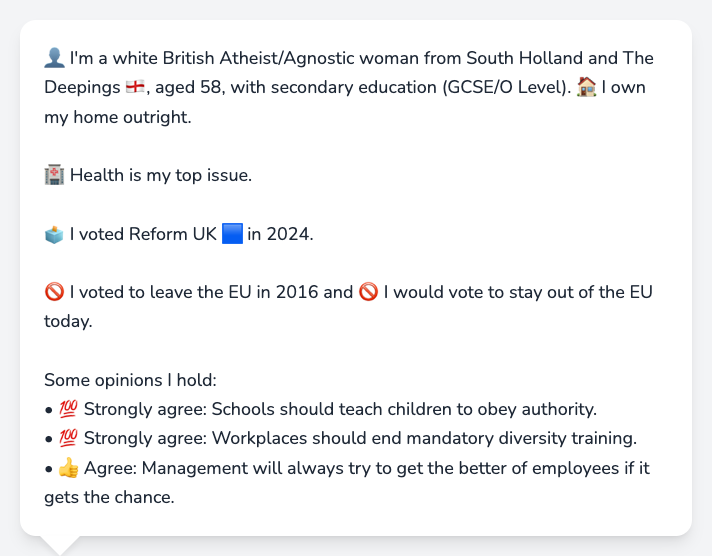 👤 I'm a white British Atheist/Agnostic woman from South Holland and The
Deepings 🏴󠁧󠁢󠁥󠁮󠁧󠁿, aged 58, with secondary education (GCSE/O Level). 🏠 I own
my home outright.
🏥 Health is my top issue.
🗳️ I voted Reform UK 🟦 in 2024.
🚫 I voted to leave the EU in 2016 and 🚫 I would vote to stay out of the EU
today.
Some opinions I hold:
• 💯 Strongly agree: Schools should teach children to obey authority.
• 💯 Strongly agree: Workplaces should end mandatory diversity training.
• 👍 Agree: Management will always try to get the better of employees if it
gets the chance.